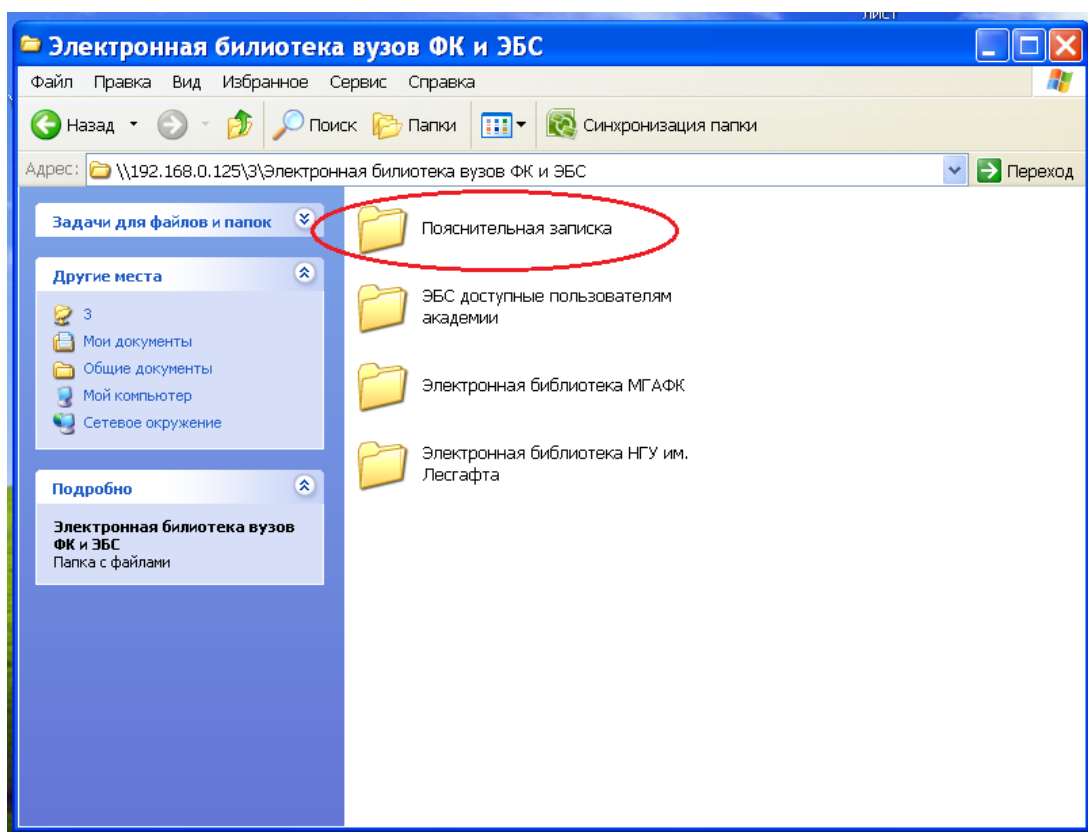 лист
Электронная билиотека вузов ФК и ЭБС
Файл Правка Вид Избранное Сервис Справка
Назад Поиск Папки Синхронизация папки
Адрес: \\192.168.0.125\3\Электронная билиотека вузов ФК и ЭБС Переход
Задачи для файлов и папок
Другие места
3
Мои документы
Общие документы
Мой компьютер
Сетевое окружение
Подробно
Электронная билиотека вузов
ФК и ЭБС
Папка с файлами
Пояснительная записка
ЭБС доступные пользователям
академии
Электронная библиотека МГАФК
Электронная библиотека НГУ им.
Лесгафта